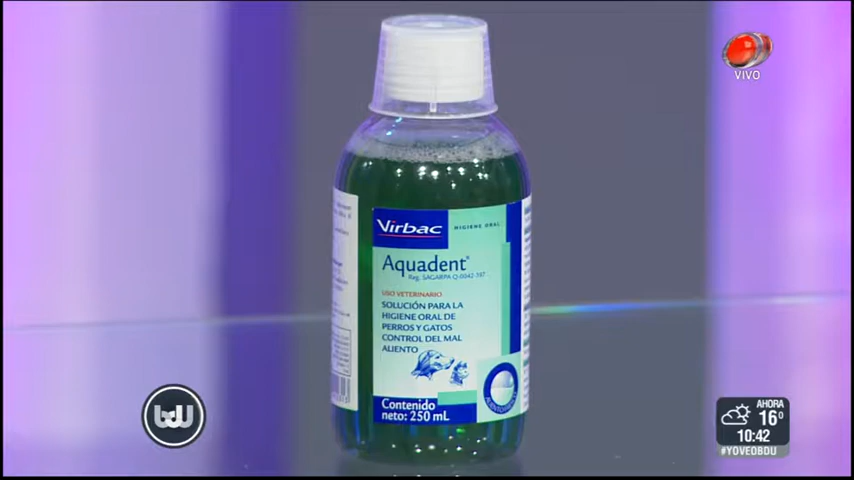 VIVO
Virbac
HIGIENE ORAL
Aquadent®
Reg. SAGARPA Q-0042-197
USO VETERINARIO
SOLUCIÓN PARA LA
HIGIENE ORAL DE
PERROS Y GATOS
CONTROL DEL MAL
ALIENTO
Contenido
neto: 250 mL
bdU
AHORA
16°
10:42
#YOVEOBDU